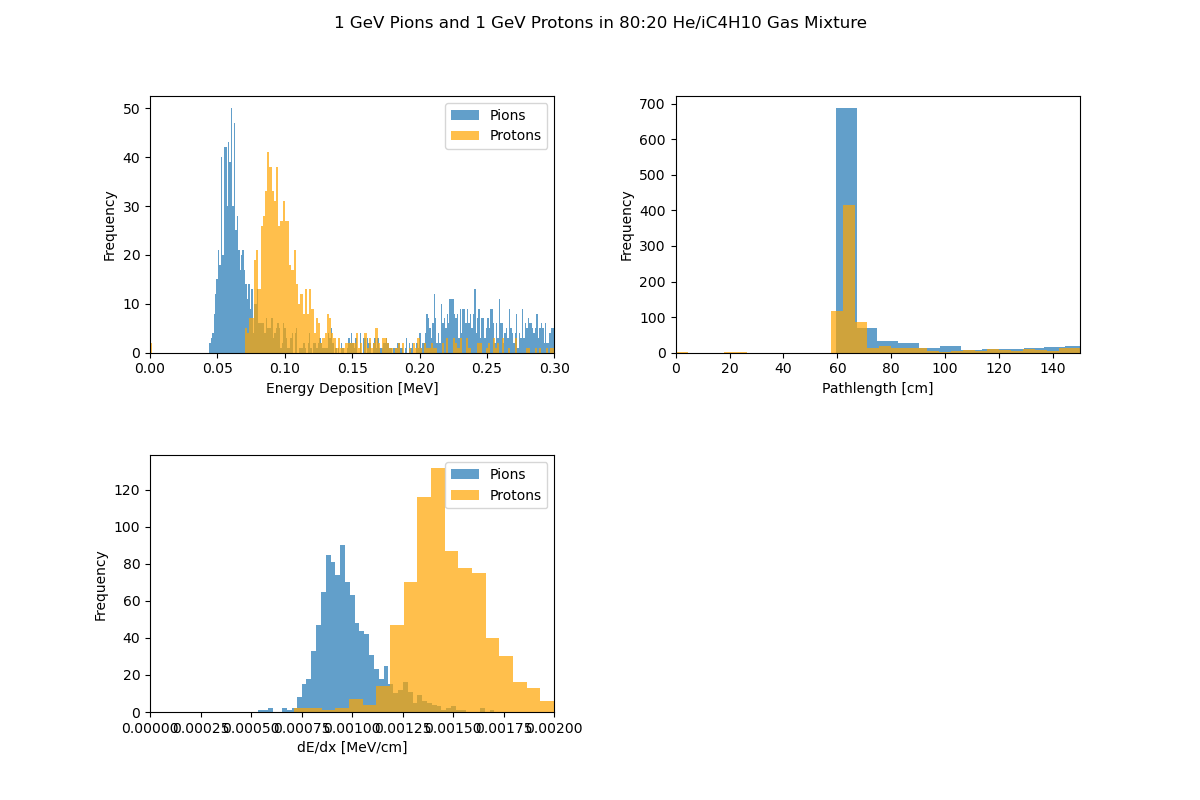 1 GeV Pions and 1 GeV Protons in 80:20 He/iC4H10 Gas Mixture
50
40
30
20
10
0
Frequency
Pions
Protons
0.00 0.05 0.10 0.15 0.20 0.25 0.30
Energy Deposition [MeV]
700
600
500
400
300
200
100
0
Frequency
0 20 40 60 80 100 120 140
Pathlength [cm]
120
100
80
60
40
20
0
Frequency
Pions
Protons
0.00000 0.00025 0.00050 0.00075 0.00100 0.00125 0.00150 0.00175 0.00200
dE/dx [MeV/cm]